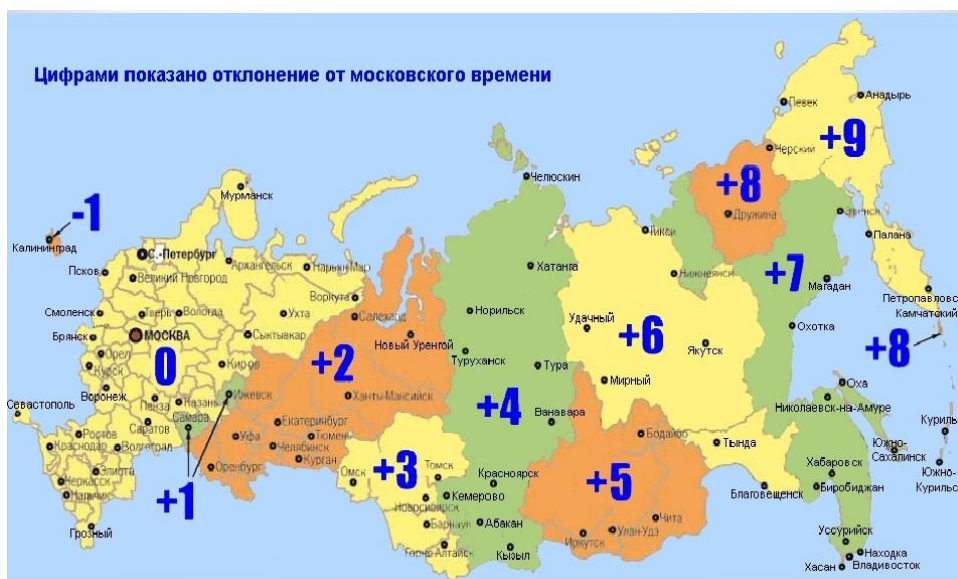 Цифрами показано отклонение от московского времени
Певек
Анадырь
+9
Черский
Челюскин
+8
Мурманск
-1
Дружина
Калининград
С.-Петербург
Тикси
Палана
Псков
Архангельск
Нарьян-Мар
Хатанга
Великий Новгород
Нижнеянск
+7
Магадан
Воркута
Петропавловск
Камчатский
Смоленск
Тверь
Вологда
Ухта
Салехард
Норильск
Удачный
Охотка
Брянск
МОСКВА
Сыктывкар
Новый Уренгой
+6
Якутск
+8
Орел
0
+2
Туруханск
Курск
Киров
Тура
Мирный
Оха
Воронеж
Пенза
Казань
Ижевск
Ханты-Мансийск
+4
Николаевск-на-Амуре
Севастополь
Самара
Ванавара
Саратов
Екатеринбург
Бодайбо
Южно-
Сахалинск
Ростов
Уфа
Тюмень
Тында
Краснодар
Волгоград
Челябинск
Курган
Хабаровск
Южно-
Курильс
Элиста
Оренбург
+3
Томск
Красноярск
+5
Биробиджан
Черкесск
Омск
Кемерово
Благовещенск
Нальчик
+1
Новосибирск
Чита
Грозный
Барнаул
Абакан
Улан-Удэ
Уссурийск
Горно-Алтайск
Кызыл
Иркутск
Находка
Владивосток
Хасан